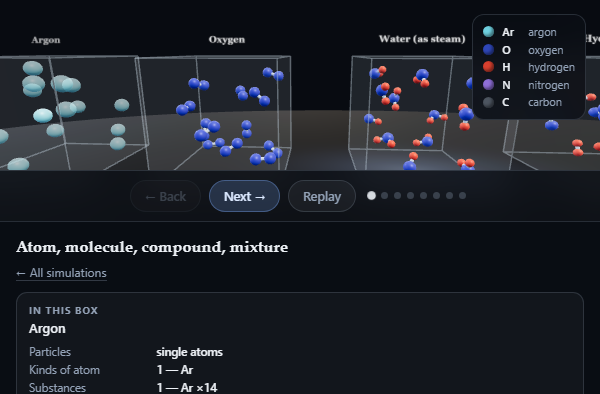 Argon
Oxygen
Water (as steam)
Ar argon
O oxygen
H hydrogen
N nitrogen
C carbon
← Back
Next →
Replay
Atom, molecule, compound, mixture
← All simulations
IN THIS BOX
Argon
Particles single atoms
Kinds of atom 1 — Ar
Substances 1 — Ar ×14